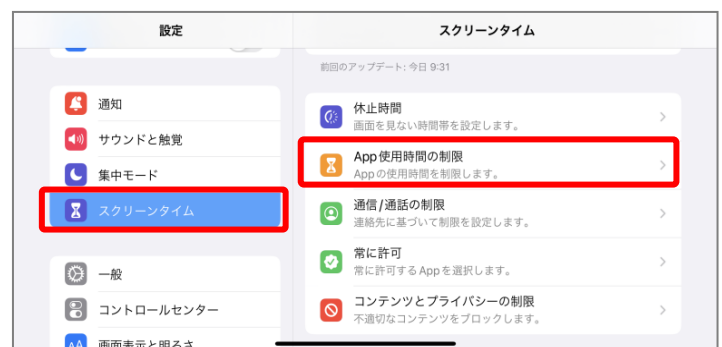 設定
通知
サウンドと触覚
集中モード
スクリーンタイム
一般
コントロールセンター
画面表示と明るさ
スクリーンタイム
前回のアップデート: 今日 9:31
休止時間
画面を見ない時間帯を設定します。
App使用時間の制限
Appの使用時間を制限します。
通信/通話の制限
連絡先に基づいて制限を設定します。
常に許可
常に許可するAppを選択します。
コンテンツとプライバシーの制限
不適切なコンテンツをブロックします。